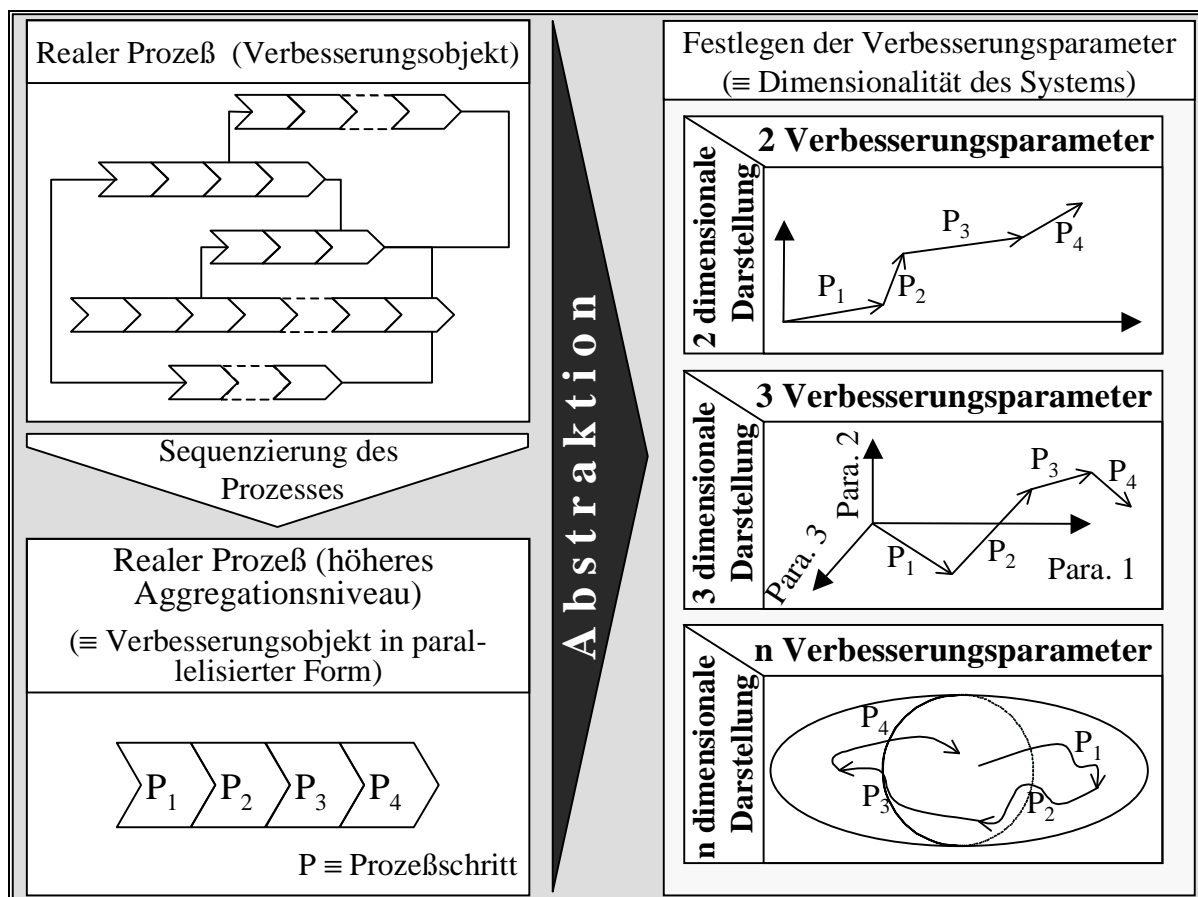 Realer Prozeß (Verbesserungsobjekt)
Sequenzierung des
Prozesses
Realer Prozeß (höheres
Aggregationsniveau)
(≡ Verbesserungsobjekt in paral-
lelisierter Form)
P₁ P₂ P₃ P₄
P ≡ Prozeßschritt
Abstraktion
Festlegen der Verbesserungsparameter
(≡ Dimensionalität des Systems)
2 dimensionale
Darstellung
2 Verbesserungsparameter
P₁
P₂
P₃
P₄
3 dimensionale
Darstellung
3 Verbesserungsparameter
Para. 2
Para. 3
Para. 1
P₁
P₂
P₃
P₄
n dimensionale
Darstellung
n Verbesserungsparameter
P₄
P₁
P₃
P₂